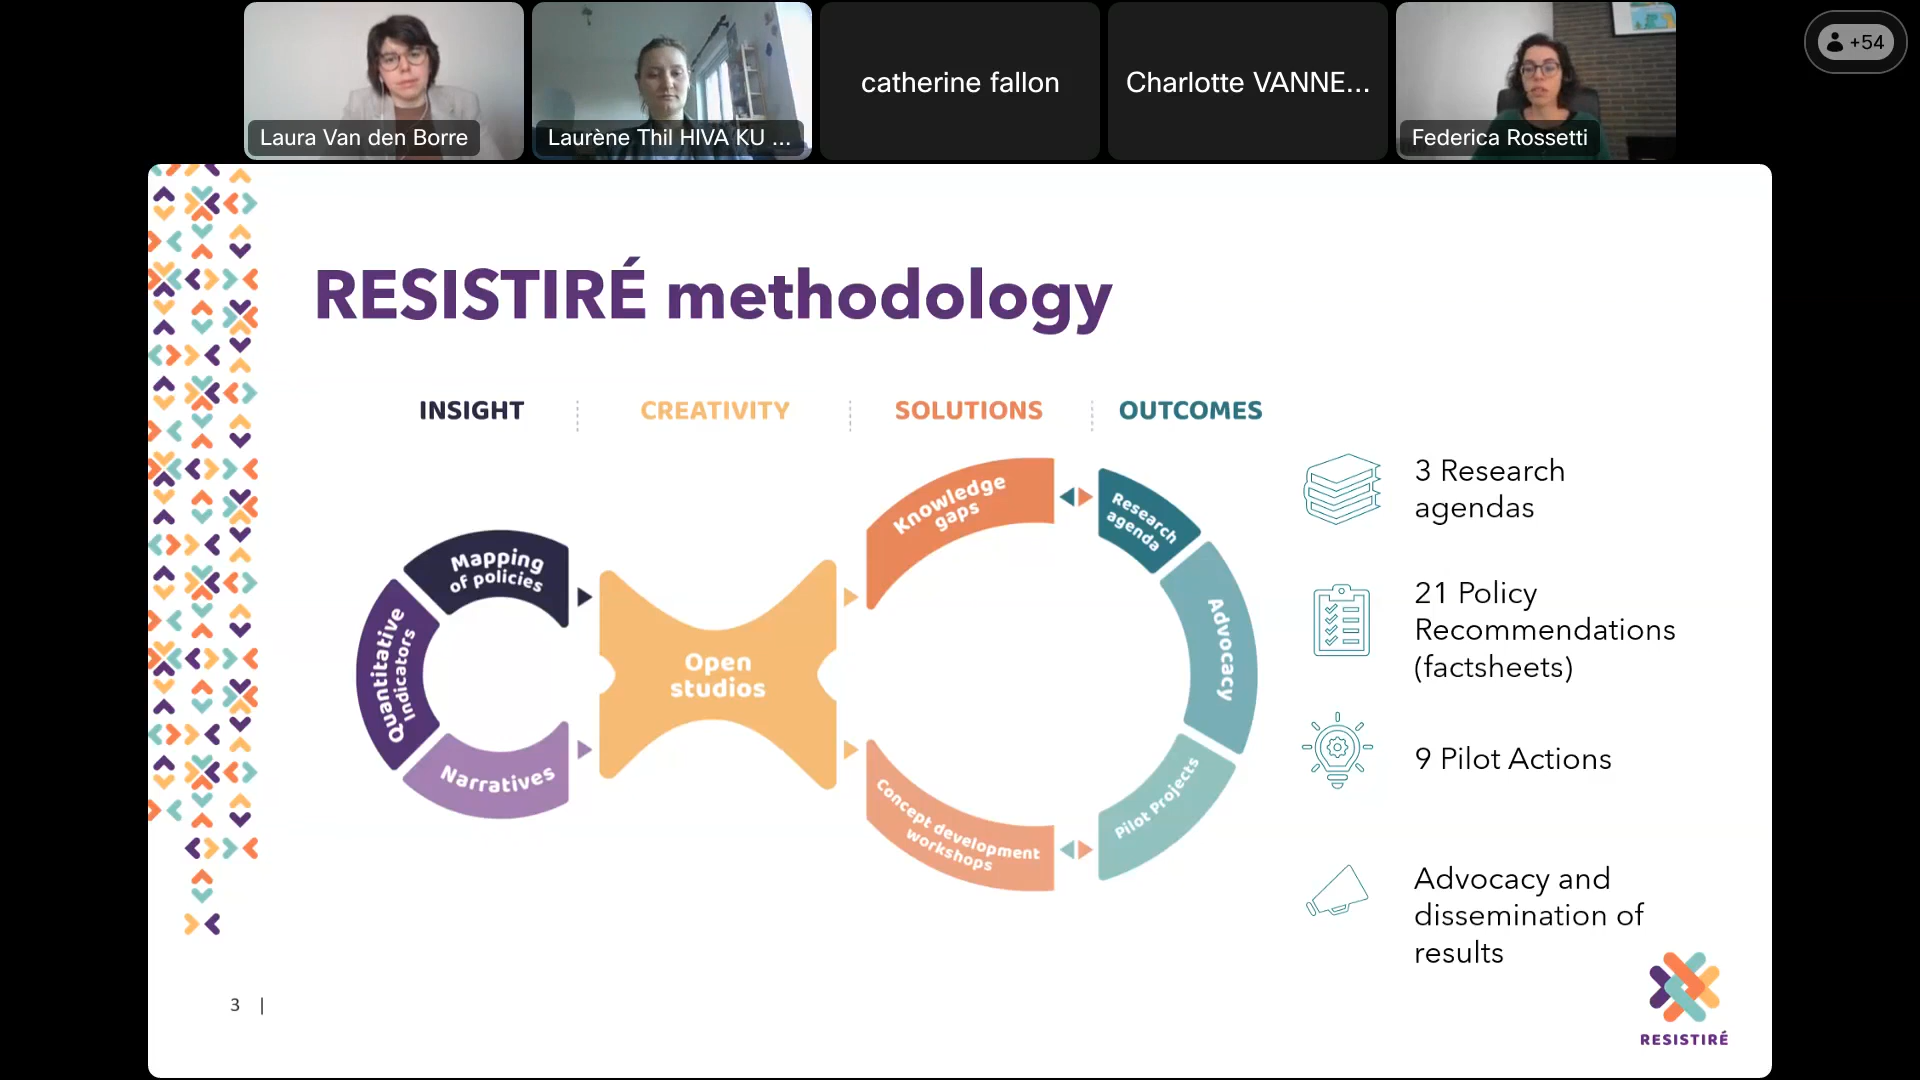 Laura Van den Borre
Laurène Thil HIVA KU ...
catherine fallon
Charlotte VANNE...
Federica Rossetti
+54
RESISTIRÉ methodology
INSIGHT
CREATIVITY
SOLUTIONS
OUTCOMES
Mapping
of policies
Quantitative
Indicators
Narratives
Open
studios
Knowledge
gaps
Concept development
workshops
Research
agenda
Advocacy
Pilot Projects
3 Research
agendas
21 Policy
Recommendations
(factsheets)
9 Pilot Actions
Advocacy and
dissemination of
results
3 |
RESISTIRÉ